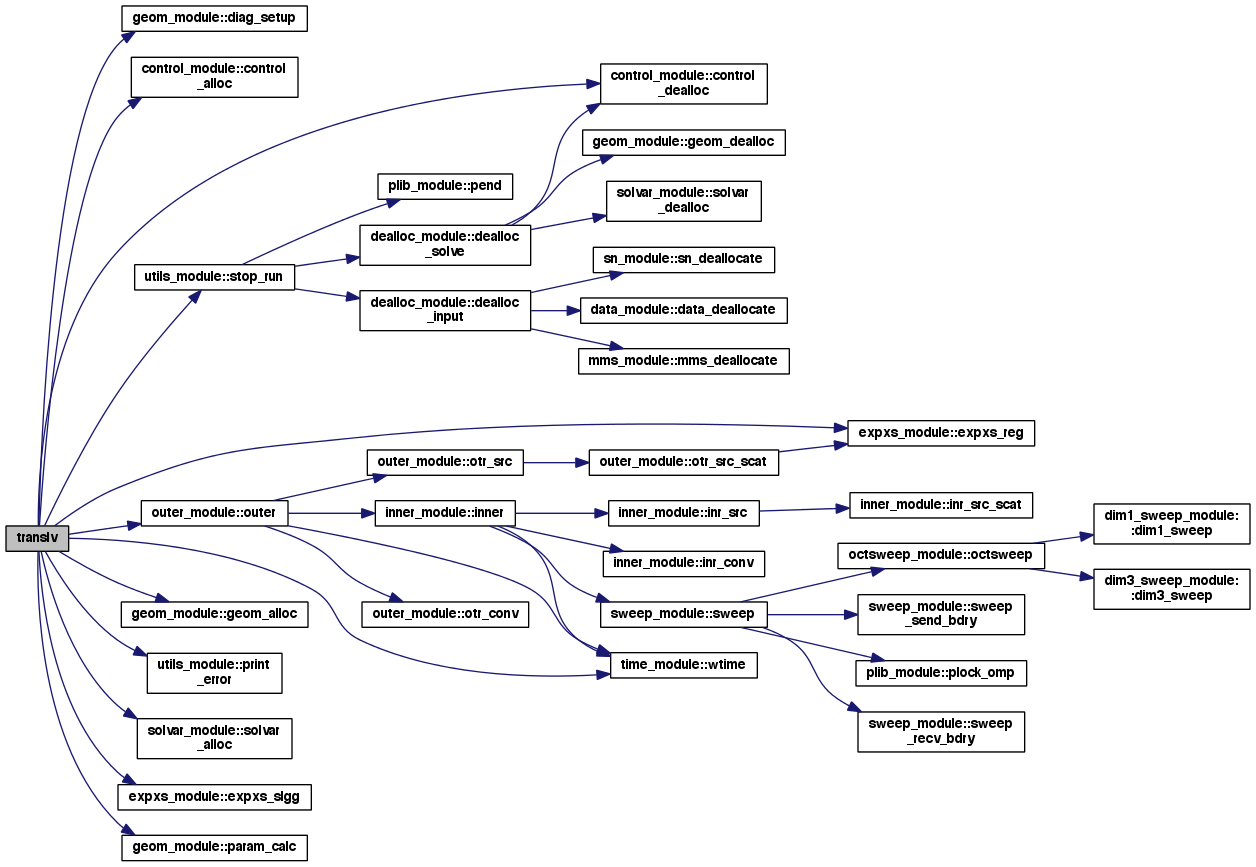 geom_module::diag_setup
control_module::control
_alloc
control_module::control
_dealloc
geom_module::geom_dealloc
plib_module::pend
solvar_module::solvar
_dealloc
dealloc_module::dealloc
_solve
utils_module::stop_run
sn_module::sn_deallocate
dealloc_module::dealloc
_input
data_module::data_deallocate
mms_module::mms_deallocate
expxs_module::expxs_reg
outer_module::otr_src
outer_module::otr_src_scat
outer_module::outer
inner_module::inner
inner_module::inr_src
inner_module::inr_src_scat
translv
dim1_sweep_module:
:dim1_sweep
octsweep_module::octsweep
inner_module::inr_conv
dim3_sweep_module:
:dim3_sweep
geom_module::geom_alloc
outer_module::otr_conv
sweep_module::sweep
sweep_module::sweep
_send_bdry
utils_module::print
_error
time_module::wtime
plib_module::plock_omp
solvar_module::solvar
_alloc
sweep_module::sweep
_recv_bdry
expxs_module::expxs_slgg
geom_module::param_calc